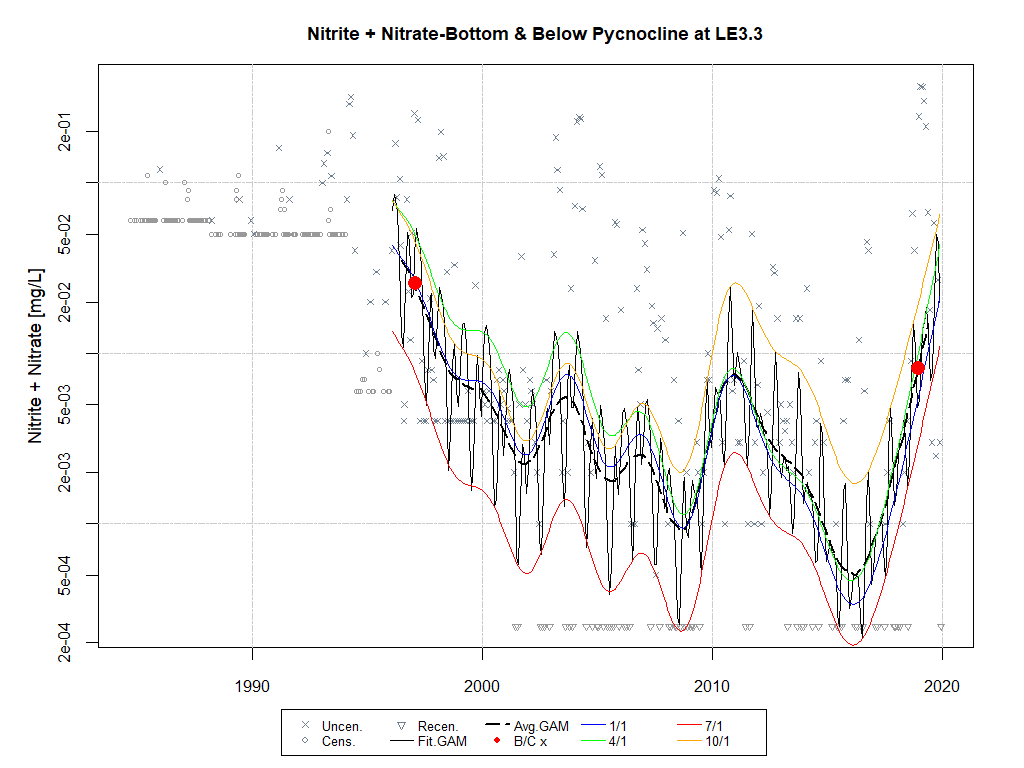 Nitrite + Nitrate-Bottom & Below Pycnocline at LE3.3
Nitrite + Nitrate [mg/L]
2e-01
5e-02
2e-02
5e-03
2e-03
5e-04
2e-04
1990 2000 2010 2020
Uncen. Recen. Avg.GAM 1/1 7/1
Cens. Fit.GAM B/C x 4/1 10/1